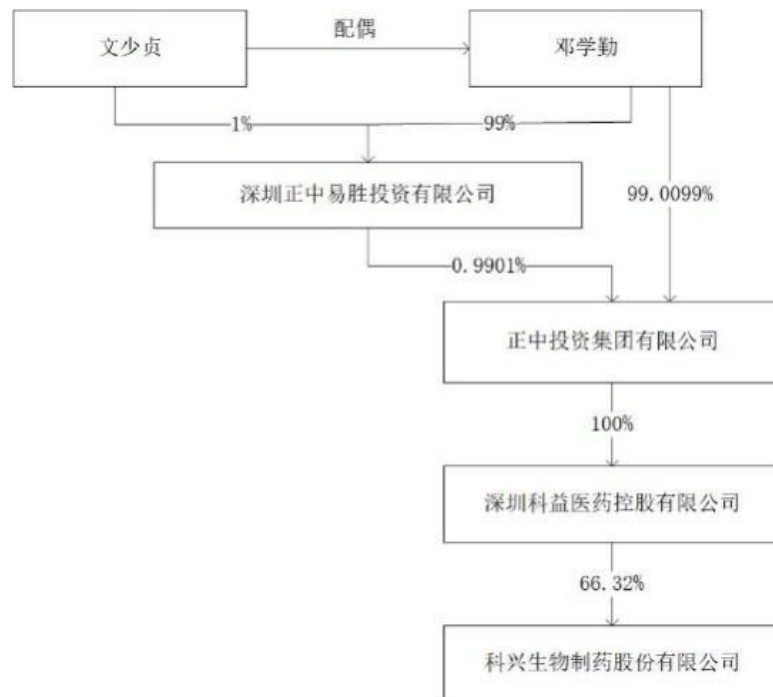 文少贞
配偶
邓学勤
1%
99%
深圳正中易胜投资有限公司
99.0099%
0.9901%
正中投资集团有限公司
100%
深圳科益医药控股有限公司
66.32%
科兴生物制药股份有限公司